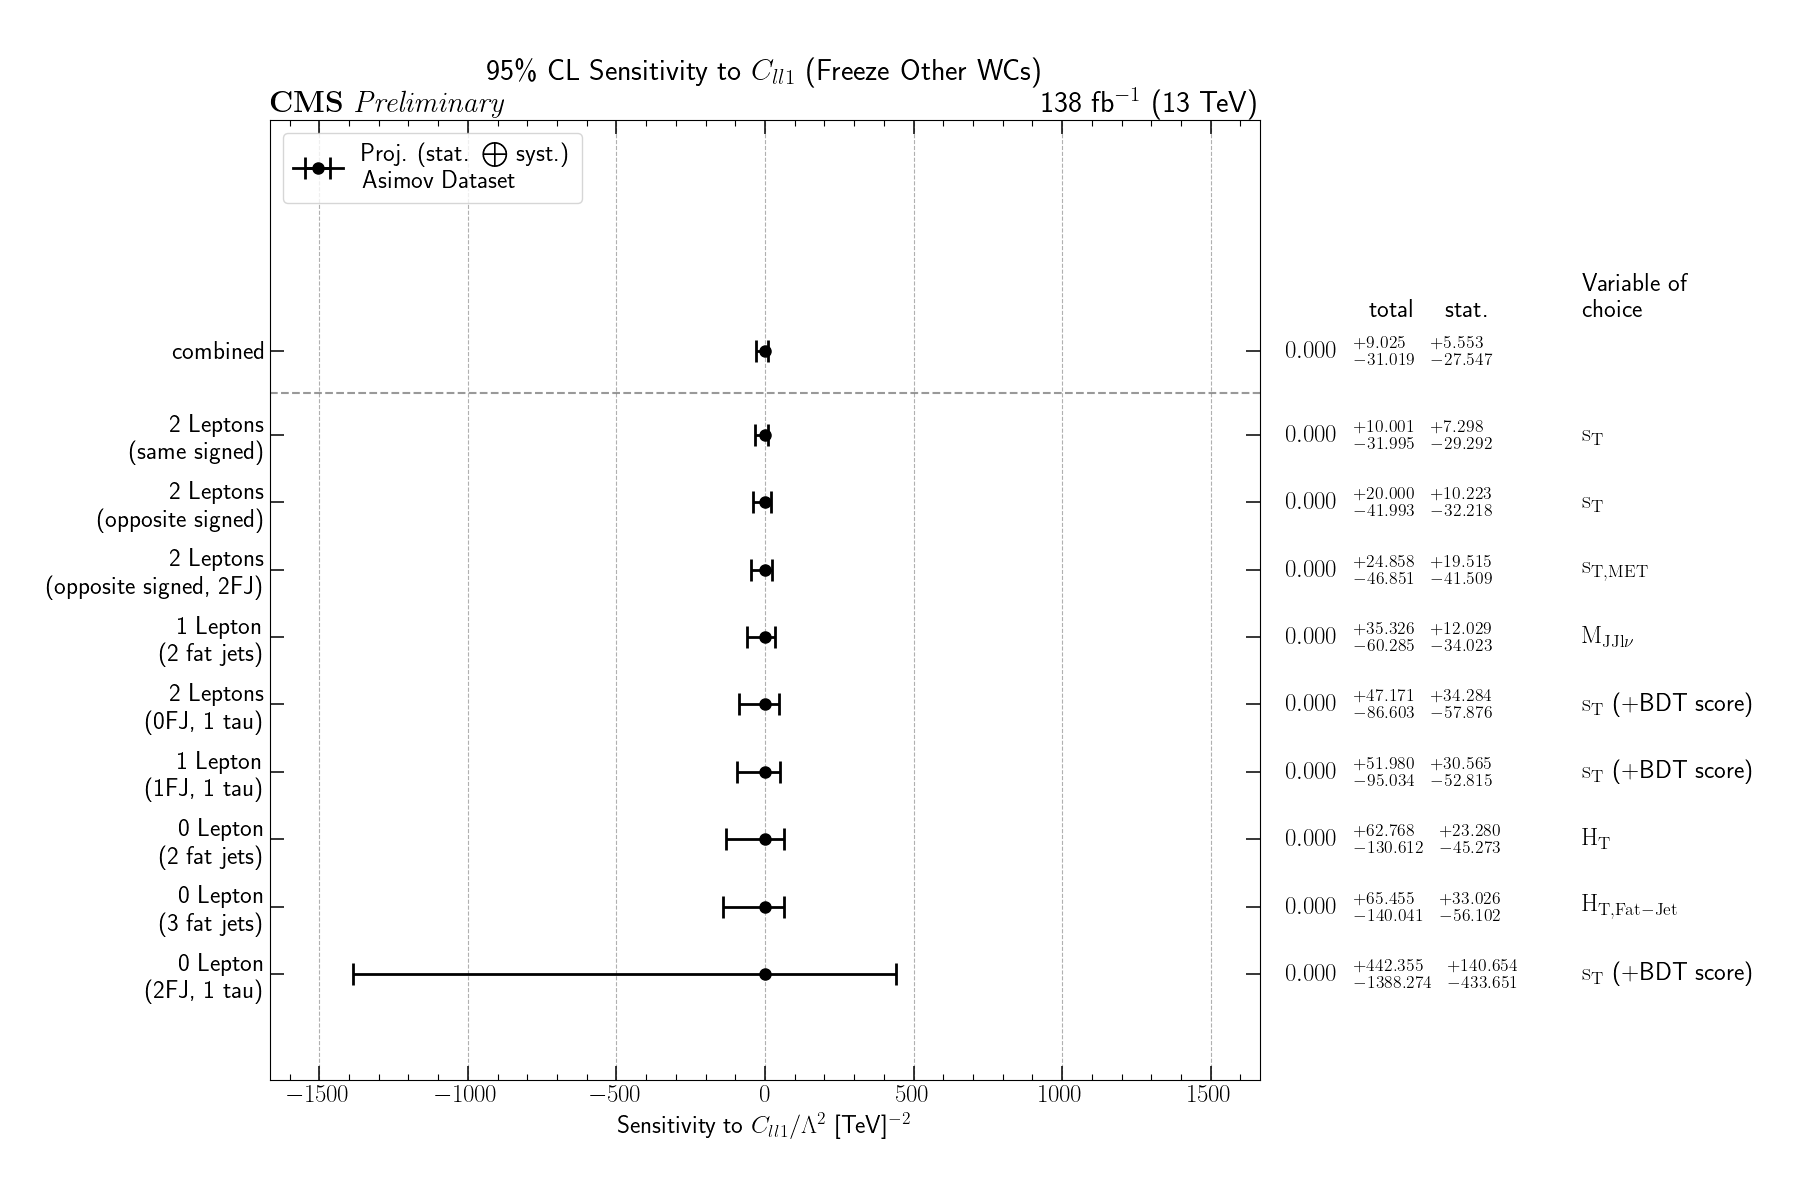 95% CL Sensitivity to C_{ll1} (Freeze Other WCs)
CMS Preliminary 138 fb^{-1} (13 TeV)
Proj. (stat. ⨁ syst.)
Asimov Dataset
Variable of
total stat. choice
combined 0.000 +9.025 −31.019 +5.553 −27.547
2 Leptons
(same signed) 0.000 +10.001 −31.995 +7.298 −29.292 s_T
2 Leptons
(opposite signed) 0.000 +20.000 −41.993 +10.223 −32.218 s_T
2 Leptons
(opposite signed, 2FJ) 0.000 +24.858 −46.851 +19.515 −41.509 s_{T,MET}
1 Lepton
(2 fat jets) 0.000 +35.326 −60.285 +12.029 −34.023 M_{JJlν}
2 Leptons
(0FJ, 1 tau) 0.000 +47.171 −86.603 +34.284 −57.876 s_T (+BDT score)
1 Lepton
(1FJ, 1 tau) 0.000 +51.980 −95.034 +30.565 −52.815 s_T (+BDT score)
0 Lepton
(2 fat jets) 0.000 +62.768 −130.612 +23.280 −45.273 H_T
0 Lepton
(3 fat jets) 0.000 +65.455 −140.041 +33.026 −56.102 H_{T,Fat−Jet}
0 Lepton
(2FJ, 1 tau) 0.000 +442.355 −1388.274 +140.654 −433.651 s_T (+BDT score)
−1500 −1000 −500 0 500 1000 1500
Sensitivity to C_{ll1}/Λ^2 [TeV]^{−2}